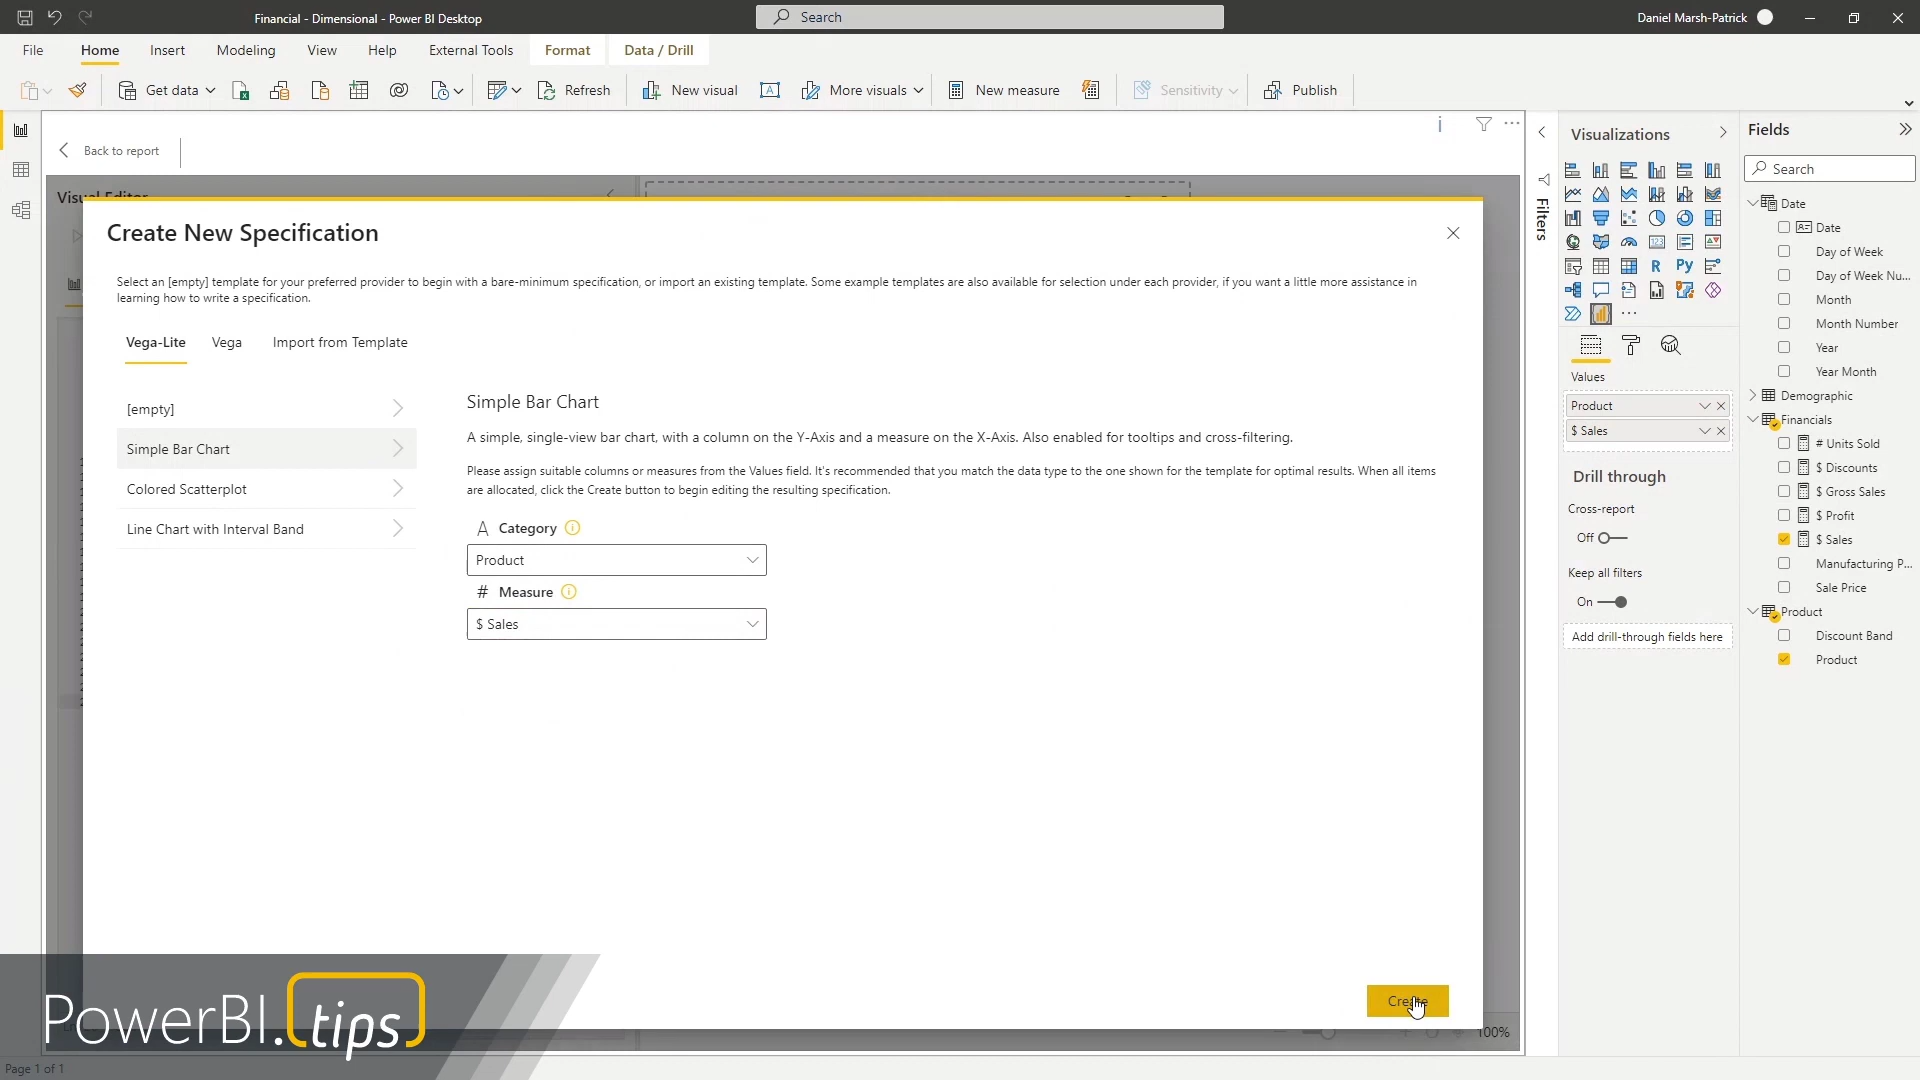 Financial - Dimensional - Power BI Desktop
Search
Daniel Marsh-Patrick
File
Home
Insert
Modeling
View
Help
External Tools
Format
Data / Drill
Get data
Refresh
New visual
More visuals
New measure
Sensitivity
Publish
Back to report
Visual Editor
Create New Specification
Select an [empty] template for your preferred provider to begin with a bare-minimum specification, or import an existing template. Some example templates are also available for selection under each provider, if you want a little more assistance in
learning how to write a specification.
Vega-Lite
Vega
Import from Template
[empty]
Simple Bar Chart
Colored Scatterplot
Line Chart with Interval Band
Simple Bar Chart
A simple, single-view bar chart, with a column on the Y-Axis and a measure on the X-Axis. Also enabled for tooltips and cross-filtering.
Please assign suitable columns or measures from the Values field. It's recommended that you match the data type to the one shown for the template for optimal results. When all items
are allocated, click the Create button to begin editing the resulting specification.
A Category
Product
# Measure
$ Sales
Create
100%
PowerBI.tips
Page 1 of 1
Filters
Visualizations
R
Py
Values
Product
$ Sales
Drill through
Cross-report
Off
Keep all filters
On
Add drill-through fields here
Fields
Search
Date
Date
Day of Week
Day of Week Nu...
Month
Month Number
Year
Year Month
Demographic
Financials
# Units Sold
$ Discounts
$ Gross Sales
$ Profit
$ Sales
Manufacturing P...
Sale Price
Product
Discount Band
Product